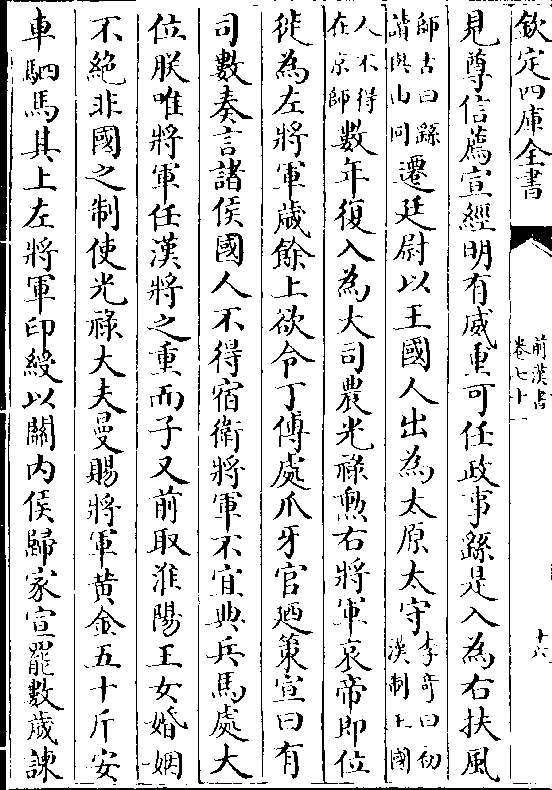 欽定四庫全書
前漢書
卷七十一
十六
見尊信薦宣經明有威重可任政事繇是入為右扶風
師古曰繇
讀與由同
遷廷尉以王國人出為太原太守
李奇曰初
漢制王國
人不得
在京師
數年復入為大司農光祿勲右將軍哀帝即位
徙為左將軍歲餘上欲令丁傅處爪牙官廼策宣曰有
司數奏言諸侯國人不得宿衛將軍不宜典兵馬處大
位朕唯將軍任漢將之重而子又前取淮陽王女婚姻
不絕非國之制使光祿大夫曼賜將軍黄金五十斤安
車駟馬其上左將軍印綬以關内侯歸家宣罷數歲諫